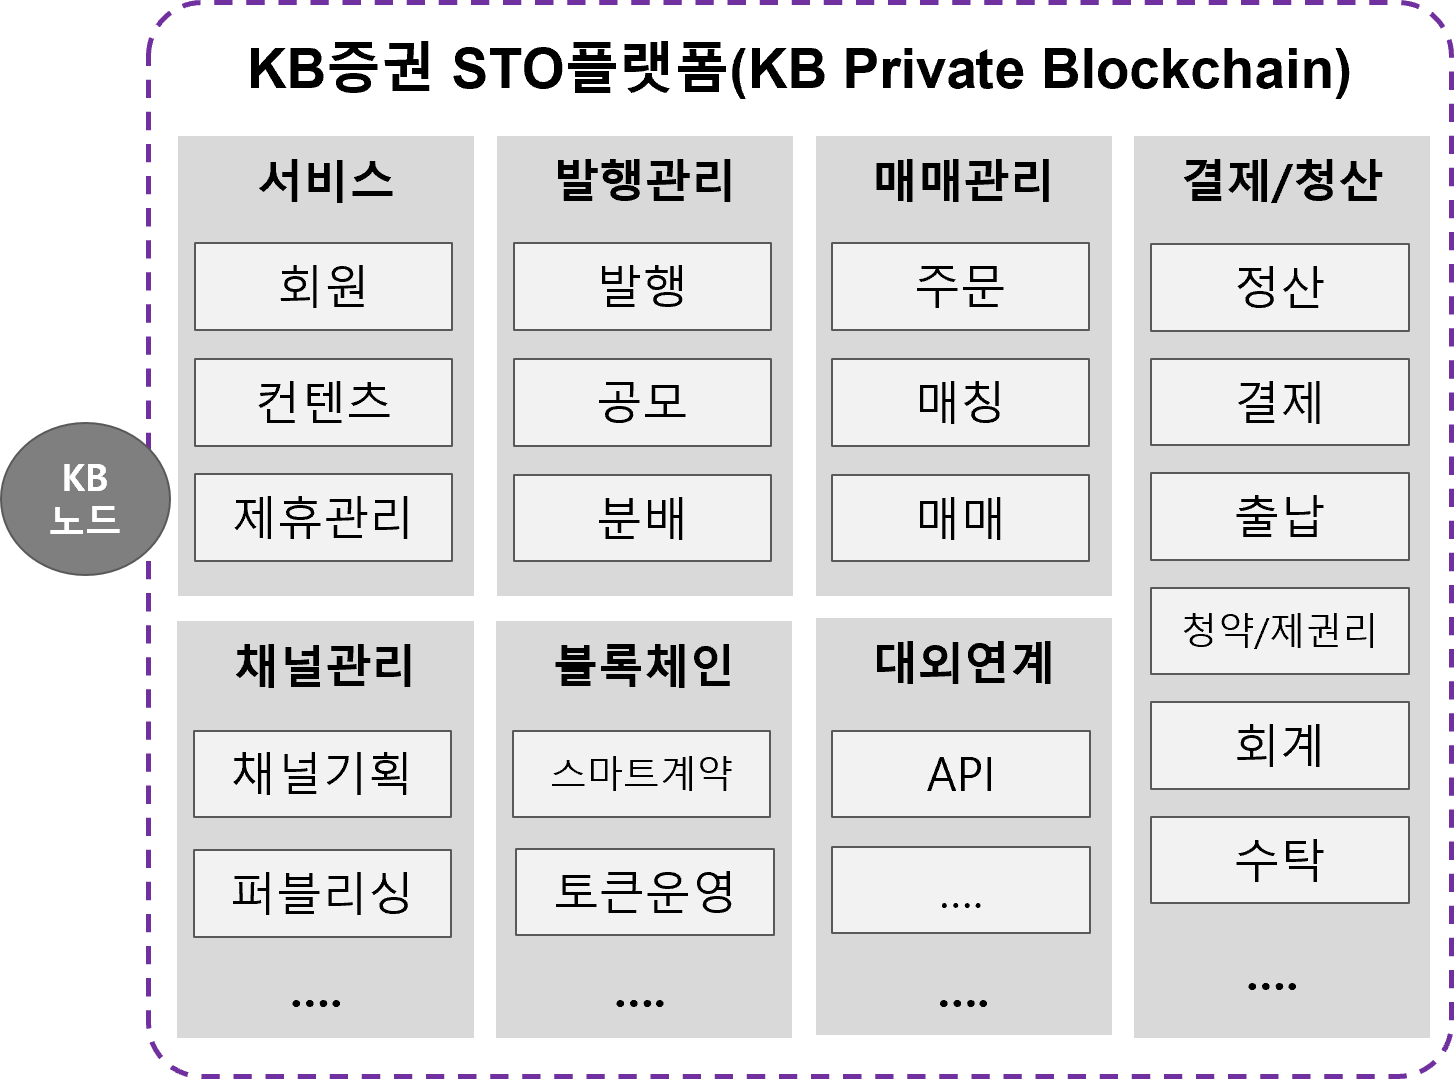 KB증권 STO플랫폼(KB Private Blockchain)
KB
노드
서비스
회원
컨텐츠
제휴관리
발행관리
발행
공모
분배
매매관리
주문
매칭
매매
결제/청산
정산
결제
출납
청약/제권리
회계
수탁
....
채널관리
채널기획
퍼블리싱
....
블록체인
스마트계약
토큰운영
....
대외연계
API
....
....